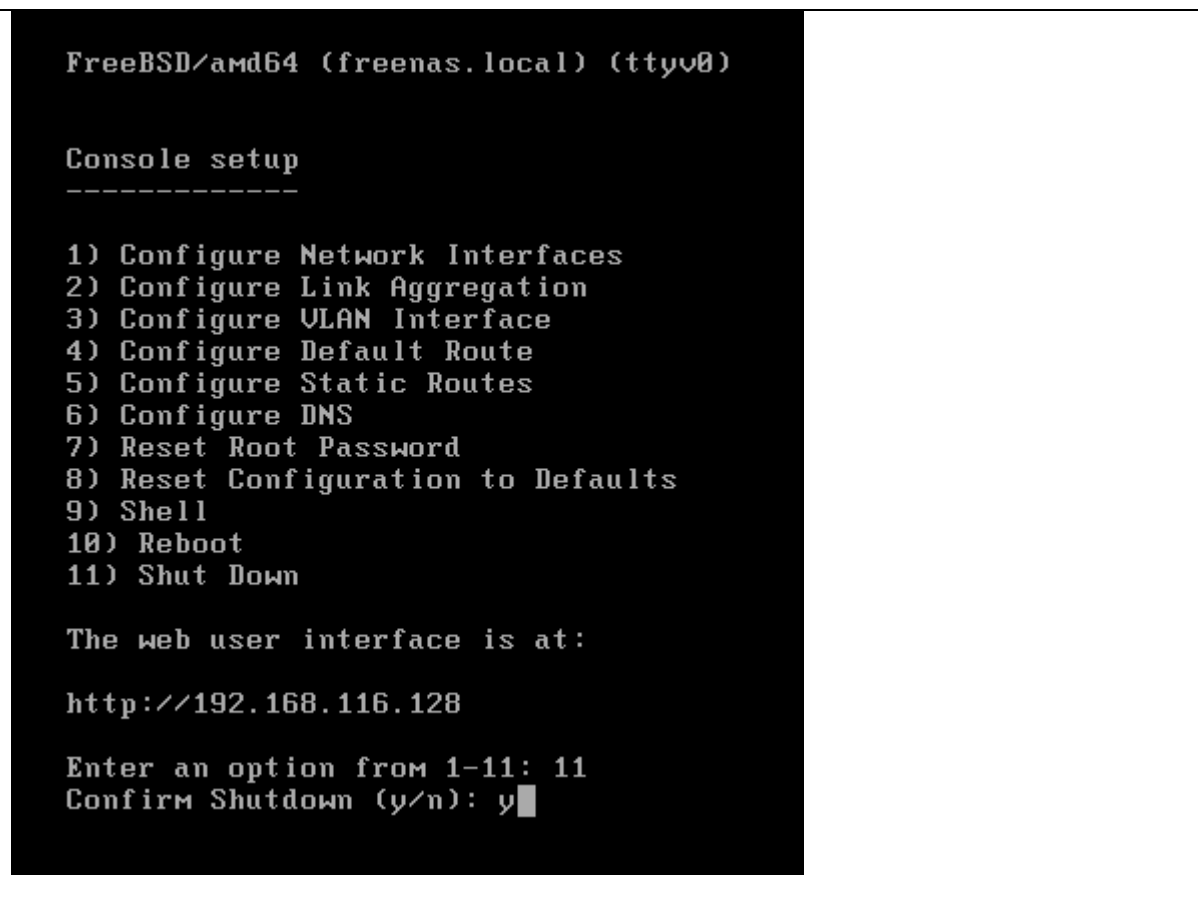 FreeBSD/amd64 (freenas.local) (ttyv0)
Console setup
-------------
1) Configure Network Interfaces
2) Configure Link Aggregation
3) Configure VLAN Interface
4) Configure Default Route
5) Configure Static Routes
6) Configure DNS
7) Reset Root Password
8) Reset Configuration to Defaults
9) Shell
10) Reboot
11) Shut Down
The web user interface is at:
http://192.168.116.128
Enter an option from 1-11: 11
Confirm Shutdown (y/n): y